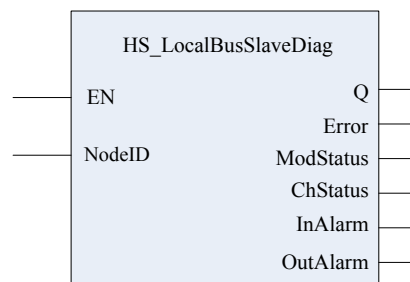 HS_LocalBusSlaveDiag
EN
Q
Error
NodeID
ModStatus
ChStatus
InAlarm
OutAlarm